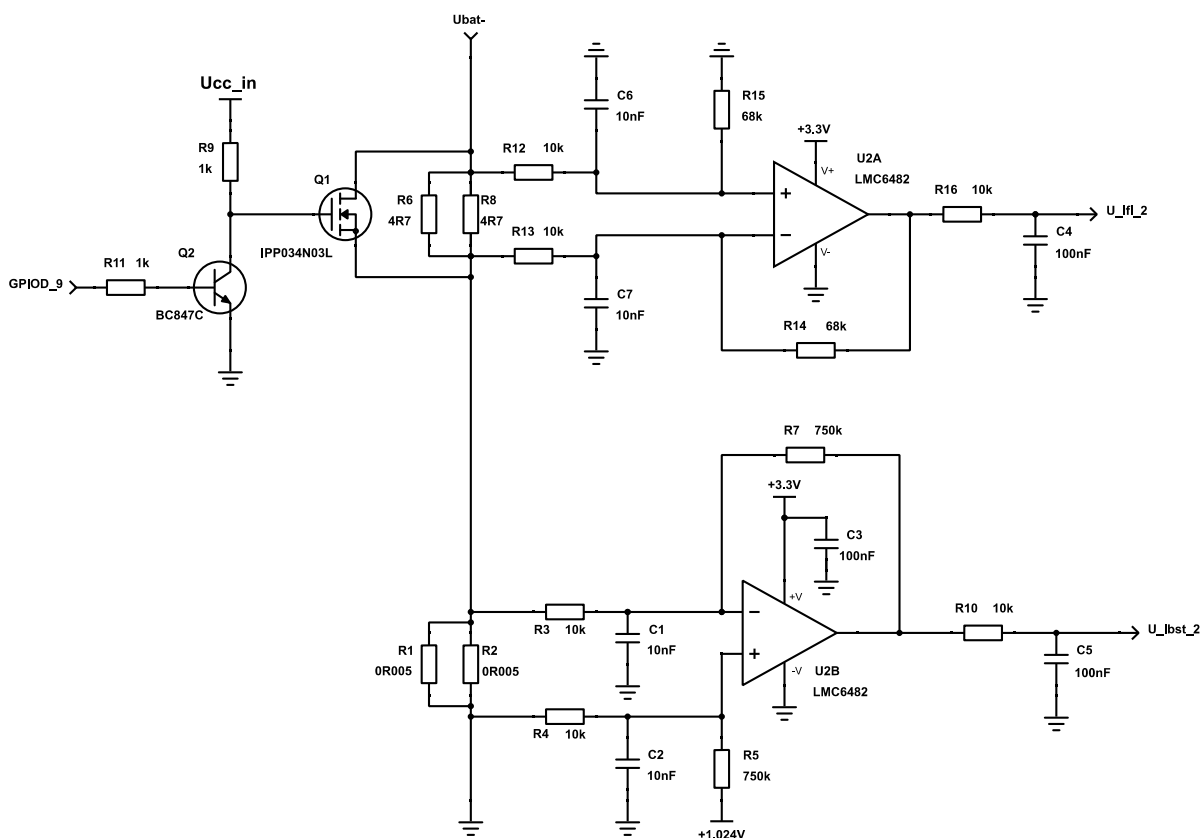 Ubat-
Ucc_in
R9
1k
Q1
IPP034N03L
Q2
R11 1k
GPIOD_9
BC847C
R6
4R7
R8
4R7
R12 10k
R13 10k
C6
10nF
C7
10nF
R15
68k
+3.3V
V+
U2A
LMC6482
+
−
V-
R14 68k
R16 10k
U_Ifl_2
C4
100nF
R7 750k
+3.3V
C3
100nF
+V
−
+
-V
U2B
LMC6482
R3 10k
C1
10nF
R1
0R005
R2
0R005
R4 10k
C2
10nF
R5
750k
+1.024V
R10 10k
U_Ibst_2
C5
100nF